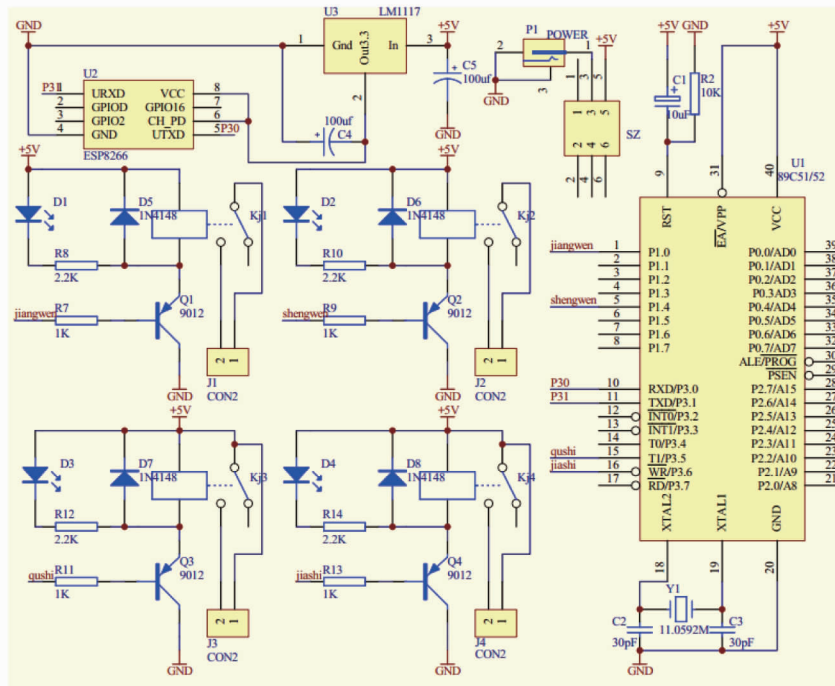 GND
U3
LM1117
+5V
1
Gnd
In
3
Out3.3
2
C5
100uf
GND
P1
POWER
2
1
3
GND
+5V
1
3
5
1
3
5
2
4
6
2
4
6
SZ
+5V
GND
C1
10uF
R2
10K
+5V
U2
P31
1
URXD
VCC
8
2
GPIOD
GPIO16
7
3
GPIO2
CH_PD
6
4
GND
UTXD
5
P30
ESP8266
100uf
C4
+5V
D1
D5
1N4148
Kj1
R8
2.2K
jiangwen
R7
1K
Q1
9012
2
1
J1
CON2
GND
+5V
D2
D6
1N4148
Kj2
R10
2.2K
shengwen
R9
1K
Q2
9012
2
1
J2
CON2
GND
+5V
D3
D7
1N4148
Kj3
R12
2.2K
qushi
R11
1K
Q3
9012
2
1
J3
CON2
GND
+5V
D4
D8
1N4148
Kj4
R14
2.2K
jiashi
R13
1K
Q4
9012
2
1
J4
CON2
GND
U1
89C51/52
9
31
40
RST
EA/VPP
VCC
jiangwen
1
P1.0
P0.0/AD0
39
2
P1.1
P0.1/AD1
38
3
P1.2
P0.2/AD2
37
4
P1.3
P0.3AD3
36
shengwen
5
P1.4
P0.4/AD4
35
6
P1.5
P0.5/AD5
34
7
P1.6
P0.6/AD6
33
8
P1.7
P0.7/AD7
32
ALE/PROG
30
PSEN
29
P30
10
RXD/P3.0
P2.7/A15
28
P31
11
TXD/P3.1
P2.6/A14
27
12
INT0/P3.2
P2.5/A13
26
13
INT1/P3.3
P2.4/A12
25
14
T0/P3.4
P2.3/A11
24
qushi
15
T1/P3.5
P2.2/A10
23
jiashi
16
WR/P3.6
P2.1/A9
22
17
RD/P3.7
P2.0/A8
21
XTAL2
XTAL1
GND
18
19
20
Y1
C2
30pF
11.0592M
C3
30pF
GND